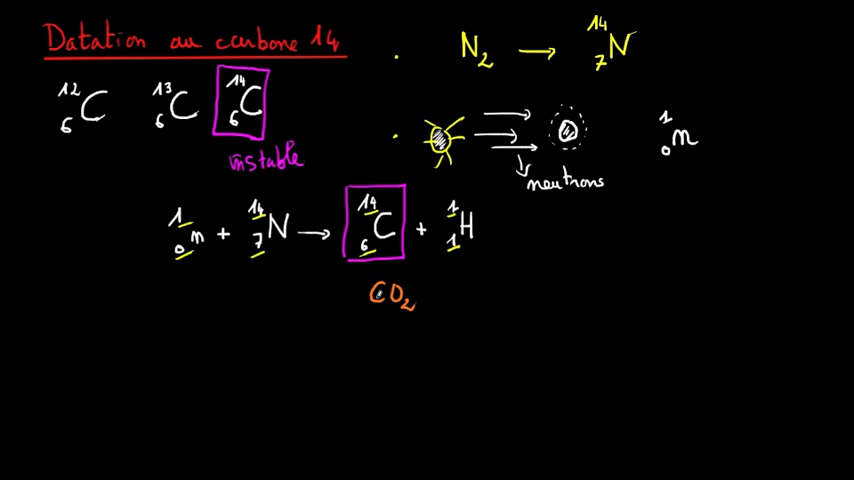 Datation au carbone 14
N₂ → ¹⁴₇N
¹²₆C ¹³₆C ¹⁴₆C
instable
neutrons
¹₀n
¹₀n + ¹⁴₇N → ¹⁴₆C + ¹₁H
CO₂